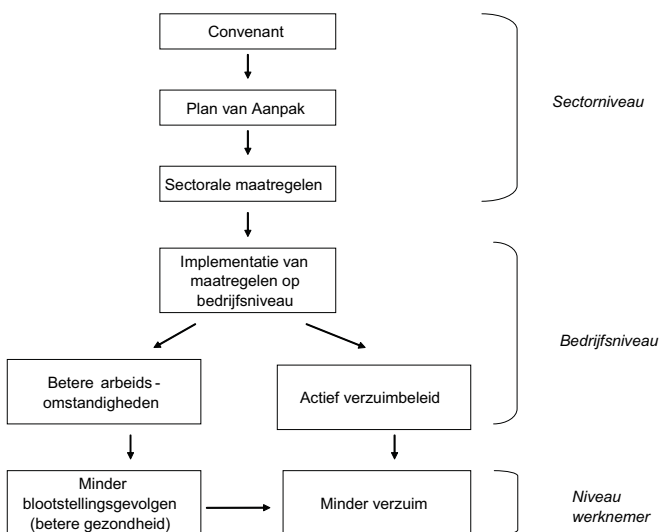 Convenant
Plan van Aanpak
Sectorniveau
Sectorale maatregelen
Implementatie van
maatregelen op
bedrijfsniveau
Bedrijfsniveau
Betere arbeids-
omstandigheden
Actief verzuimbeleid
Minder
blootstellingsgevolgen
(betere gezondheid)
Minder verzuim
Niveau
werknemer